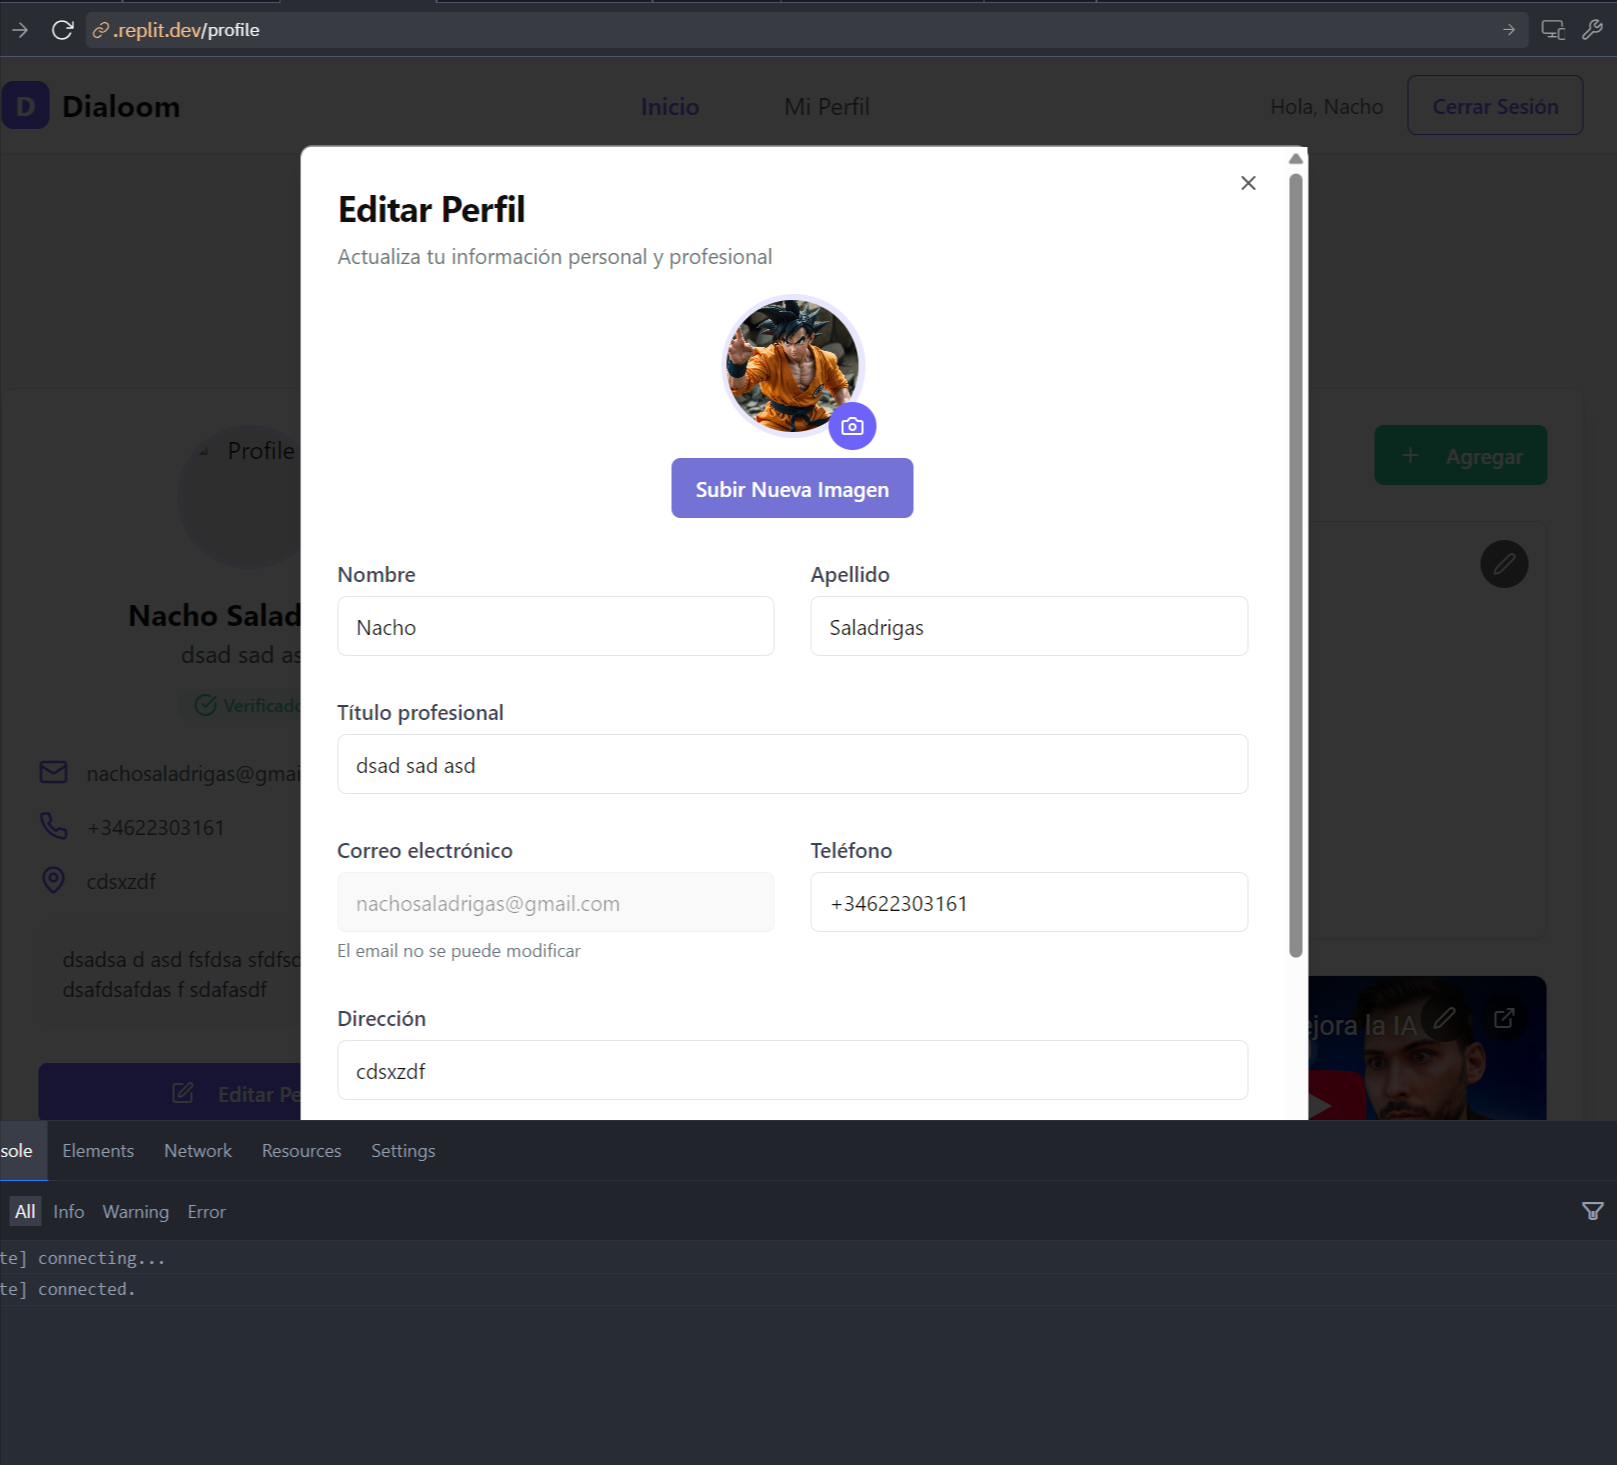 .replit.dev/profile
D Dialoom
Inicio
Mi Perfil
Hola, Nacho
Cerrar Sesión
Editar Perfil
Actualiza tu información personal y profesional
Subir Nueva Imagen
Nombre
Apellido
Nacho
Saladrigas
Título profesional
dsad sad asd
Correo electrónico
Teléfono
nachosaladrigas@gmail.com
+34622303161
El email no se puede modificar
Dirección
cdsxzdf
Profile
Nacho Salad
dsad sad as
Verificado
nachosaladrigas@gmai
+34622303161
cdsxzdf
dsadsa d asd fsfdsa sfdfsd
dsafdsafdas f sdafasdf
Editar Pe
+ Agregar
ejora la IA
sole
Elements
Network
Resources
Settings
All
Info
Warning
Error
te] connecting...
te] connected.